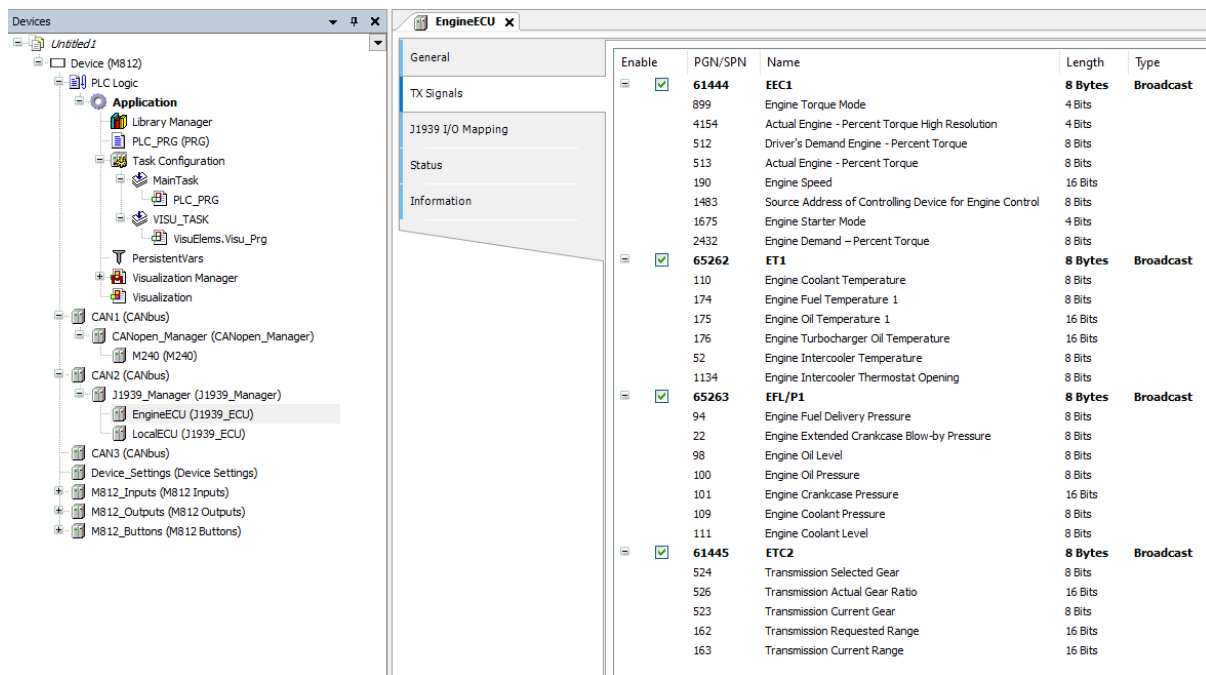 Devices
Untitled1
Device (M812)
PLC Logic
Application
Library Manager
PLC_PRG (PRG)
Task Configuration
MainTask
PLC_PRG
VISU_TASK
VisuElems.Visu_Prg
PersistentVars
Visualization Manager
Visualization
CAN1 (CANbus)
CANopen_Manager (CANopen_Manager)
M240 (M240)
CAN2 (CANbus)
J1939_Manager (J1939_Manager)
EngineECU (J1939_ECU)
LocalECU (J1939_ECU)
CAN3 (CANbus)
Device_Settings (Device Settings)
M812_Inputs (M812 Inputs)
M812_Outputs (M812 Outputs)
M812_Buttons (M812 Buttons)
EngineECU
General
TX Signals
J1939 I/O Mapping
Status
Information
Enable PGN/SPN Name Length Type
61444 EEC1 8 Bytes Broadcast
899 Engine Torque Mode 4 Bits
4154 Actual Engine - Percent Torque High Resolution 4 Bits
512 Driver's Demand Engine - Percent Torque 8 Bits
513 Actual Engine - Percent Torque 8 Bits
190 Engine Speed 16 Bits
1483 Source Address of Controlling Device for Engine Control 8 Bits
1675 Engine Starter Mode 4 Bits
2432 Engine Demand – Percent Torque 8 Bits
65262 ET1 8 Bytes Broadcast
110 Engine Coolant Temperature 8 Bits
174 Engine Fuel Temperature 1 8 Bits
175 Engine Oil Temperature 1 16 Bits
176 Engine Turbocharger Oil Temperature 16 Bits
52 Engine Intercooler Temperature 8 Bits
1134 Engine Intercooler Thermostat Opening 8 Bits
65263 EFL/P1 8 Bytes Broadcast
94 Engine Fuel Delivery Pressure 8 Bits
22 Engine Extended Crankcase Blow-by Pressure 8 Bits
98 Engine Oil Level 8 Bits
100 Engine Oil Pressure 8 Bits
101 Engine Crankcase Pressure 16 Bits
109 Engine Coolant Pressure 8 Bits
111 Engine Coolant Level 8 Bits
61445 ETC2 8 Bytes Broadcast
524 Transmission Selected Gear 8 Bits
526 Transmission Actual Gear Ratio 16 Bits
523 Transmission Current Gear 8 Bits
162 Transmission Requested Range 16 Bits
163 Transmission Current Range 16 Bits